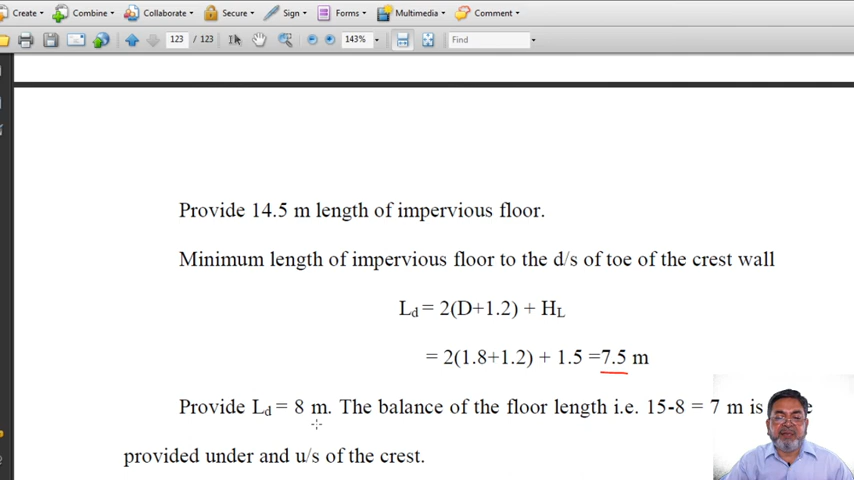 Create Combine Collaborate Secure Sign Forms Multimedia Comment
123 / 123 143% Find
Provide 14.5 m length of impervious floor.
Minimum length of impervious floor to the d/s of toe of the crest wall
Ld = 2(D+1.2) + HL
= 2(1.8+1.2) + 1.5 =7.5 m
Provide Ld = 8 m. The balance of the floor length i.e. 15-8 = 7 m is
provided under and u/s of the crest.